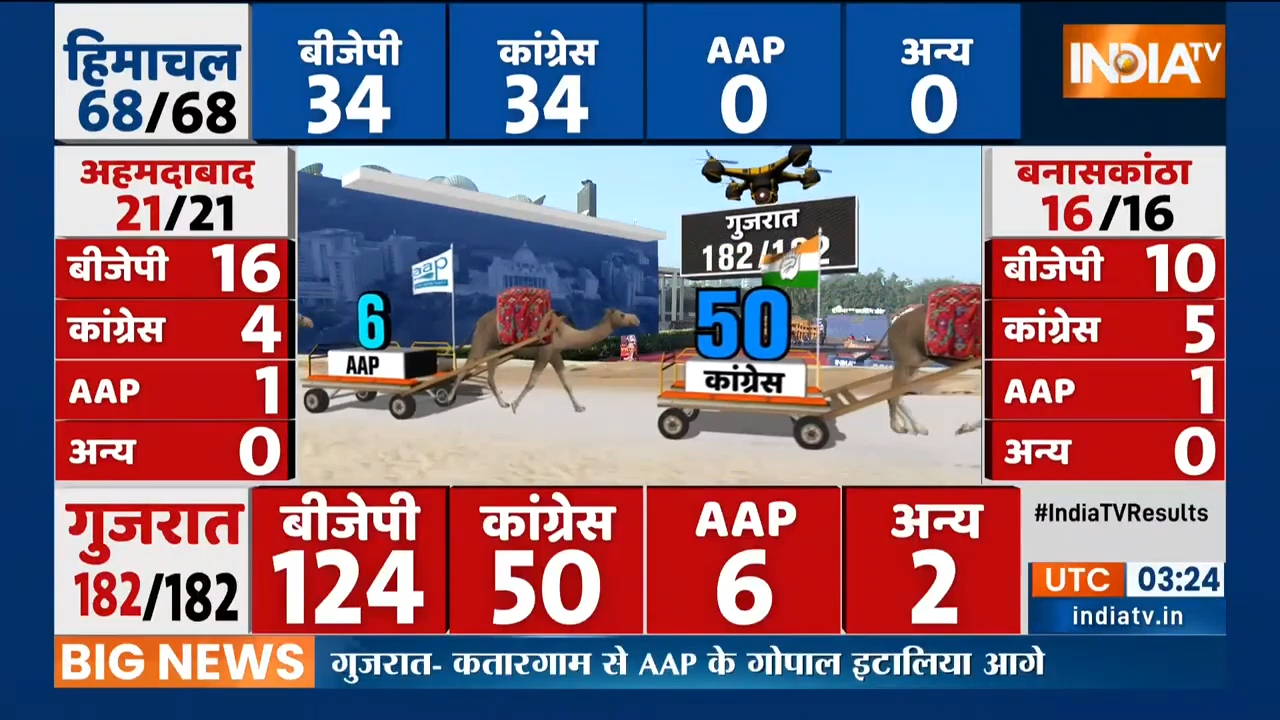 हिमाचल
68/68
बीजेपी
34
कांग्रेस
34
AAP
0
अन्य
0
INDIA TV
अहमदाबाद
21/21
बीजेपी 16
कांग्रेस 4
AAP 1
अन्य 0
aap
6
AAP
गुजरात
182/182
50
कांग्रेस
बनासकांठा
16/16
बीजेपी 10
कांग्रेस 5
AAP 1
अन्य 0
गुजरात
182/182
बीजेपी
124
कांग्रेस
50
AAP
6
अन्य
2
#IndiaTVResults
UTC 03:24
indiatv.in
BIG NEWS
गुजरात- कतारगाम से AAP के गोपाल इटालिया आगे